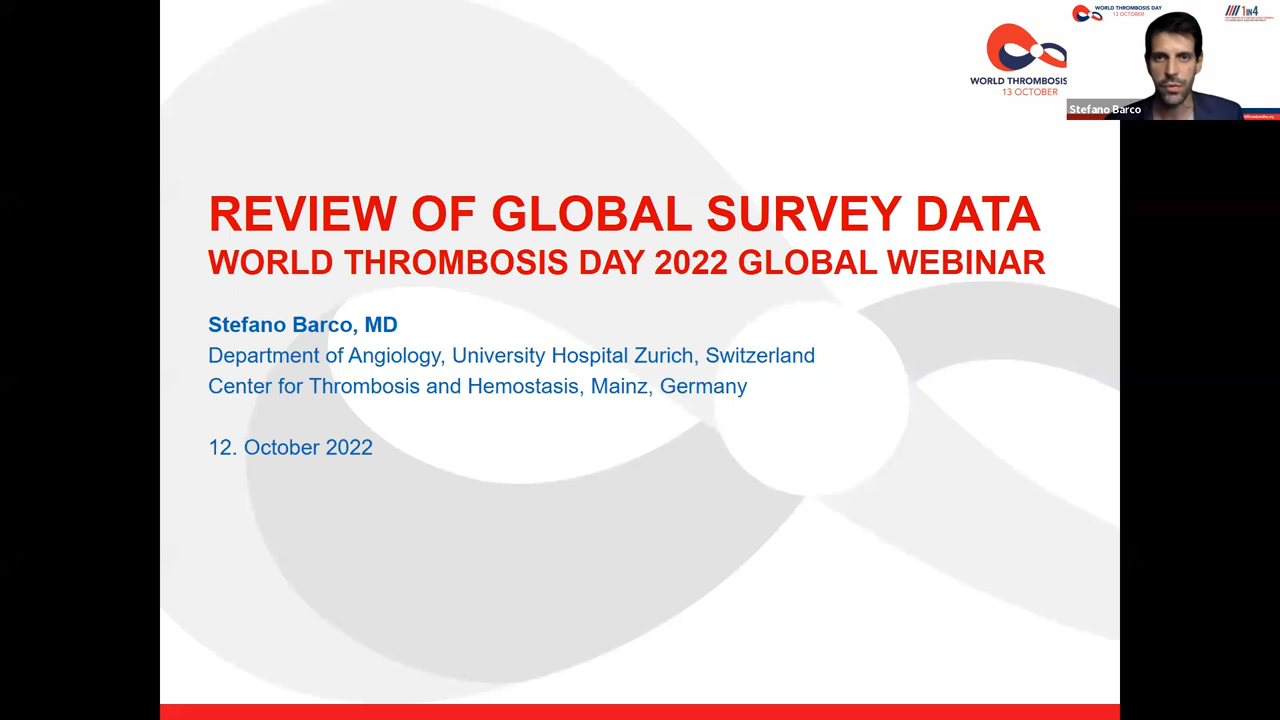 WORLD THROMBOSIS DAY
13 OCTOBER
1IN4
WORLD THROMBOSIS
13 OCTOBER
Stefano Barco
REVIEW OF GLOBAL SURVEY DATA
WORLD THROMBOSIS DAY 2022 GLOBAL WEBINAR
Stefano Barco, MD
Department of Angiology, University Hospital Zurich, Switzerland
Center for Thrombosis and Hemostasis, Mainz, Germany
12. October 2022